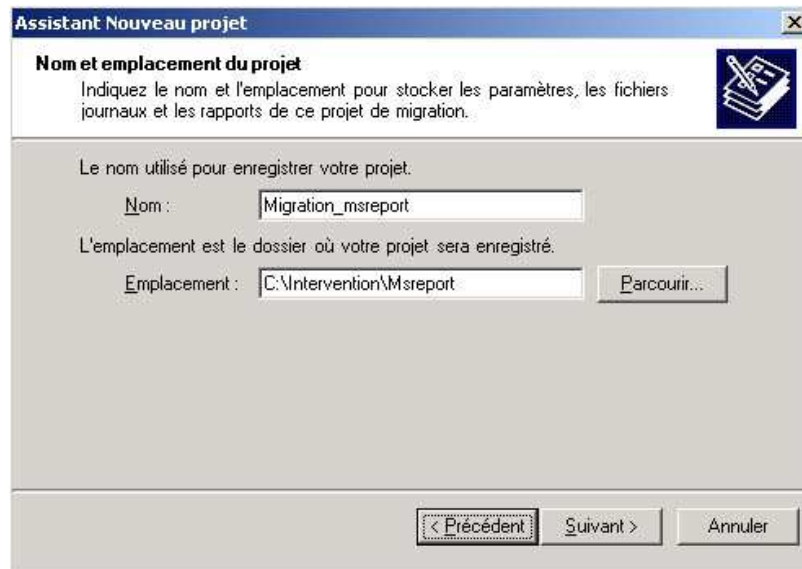 Assistant Nouveau projet
Nom et emplacement du projet
Indiquez le nom et l'emplacement pour stocker les paramètres, les fichiers
journaux et les rapports de ce projet de migration.
Le nom utilisé pour enregistrer votre projet.
Nom :
Migration_msreport
L'emplacement est le dossier où votre projet sera enregistré.
Emplacement :
C:\Intervention\Msreport
Parcourir...
< Précédent
Suivant >
Annuler